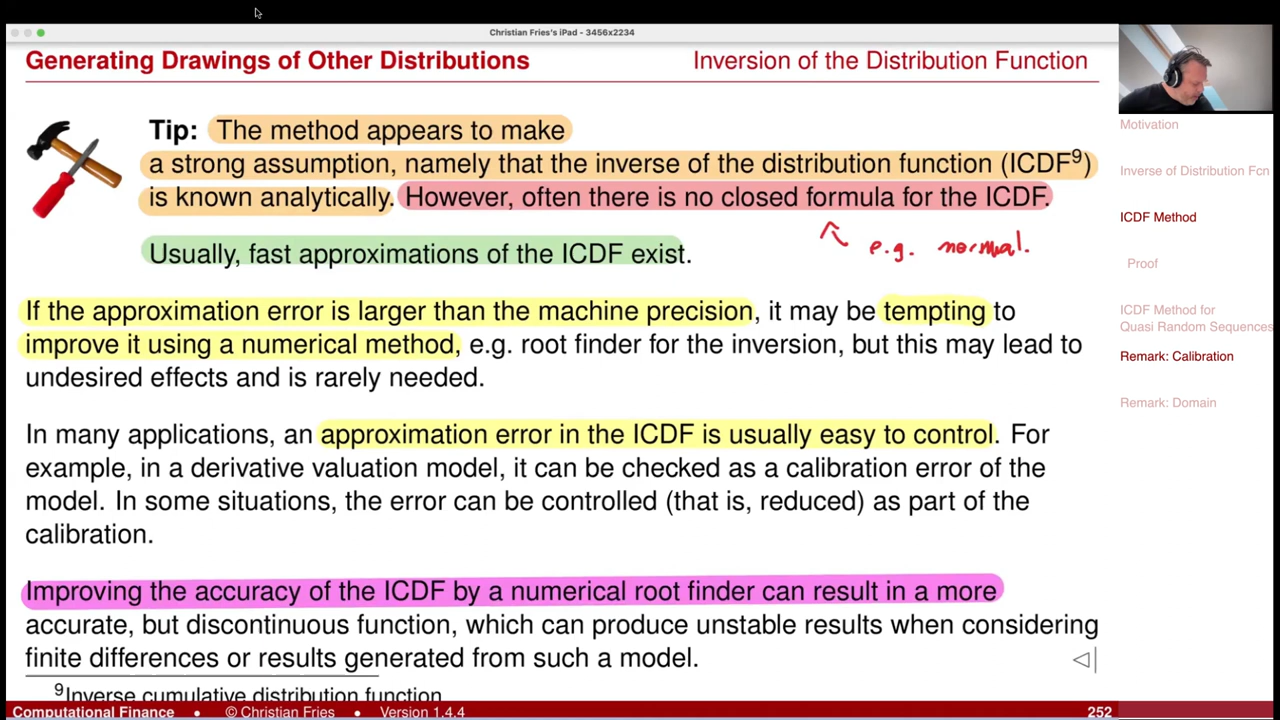 Christian Fries's iPad - 3456x2234
Generating Drawings of Other Distributions
Inversion of the Distribution Function
Tip: The method appears to make
a strong assumption, namely that the inverse of the distribution function (ICDF9)
is known analytically. However, often there is no closed formula for the ICDF.
e.g. normal.
Usually, fast approximations of the ICDF exist.
If the approximation error is larger than the machine precision, it may be tempting to
improve it using a numerical method, e.g. root finder for the inversion, but this may lead to
undesired effects and is rarely needed.
In many applications, an approximation error in the ICDF is usually easy to control. For
example, in a derivative valuation model, it can be checked as a calibration error of the
model. In some situations, the error can be controlled (that is, reduced) as part of the
calibration.
Improving the accuracy of the ICDF by a numerical root finder can result in a more
accurate, but discontinuous function, which can produce unstable results when considering
finite differences or results generated from such a model.
9Inverse cumulative distribution function
Computational Finance • © Christian Fries • Version 1.4.4
252
Motivation
Inverse of Distribution Fcn
ICDF Method
Proof
ICDF Method for
Quasi Random Sequences
Remark: Calibration
Remark: Domain